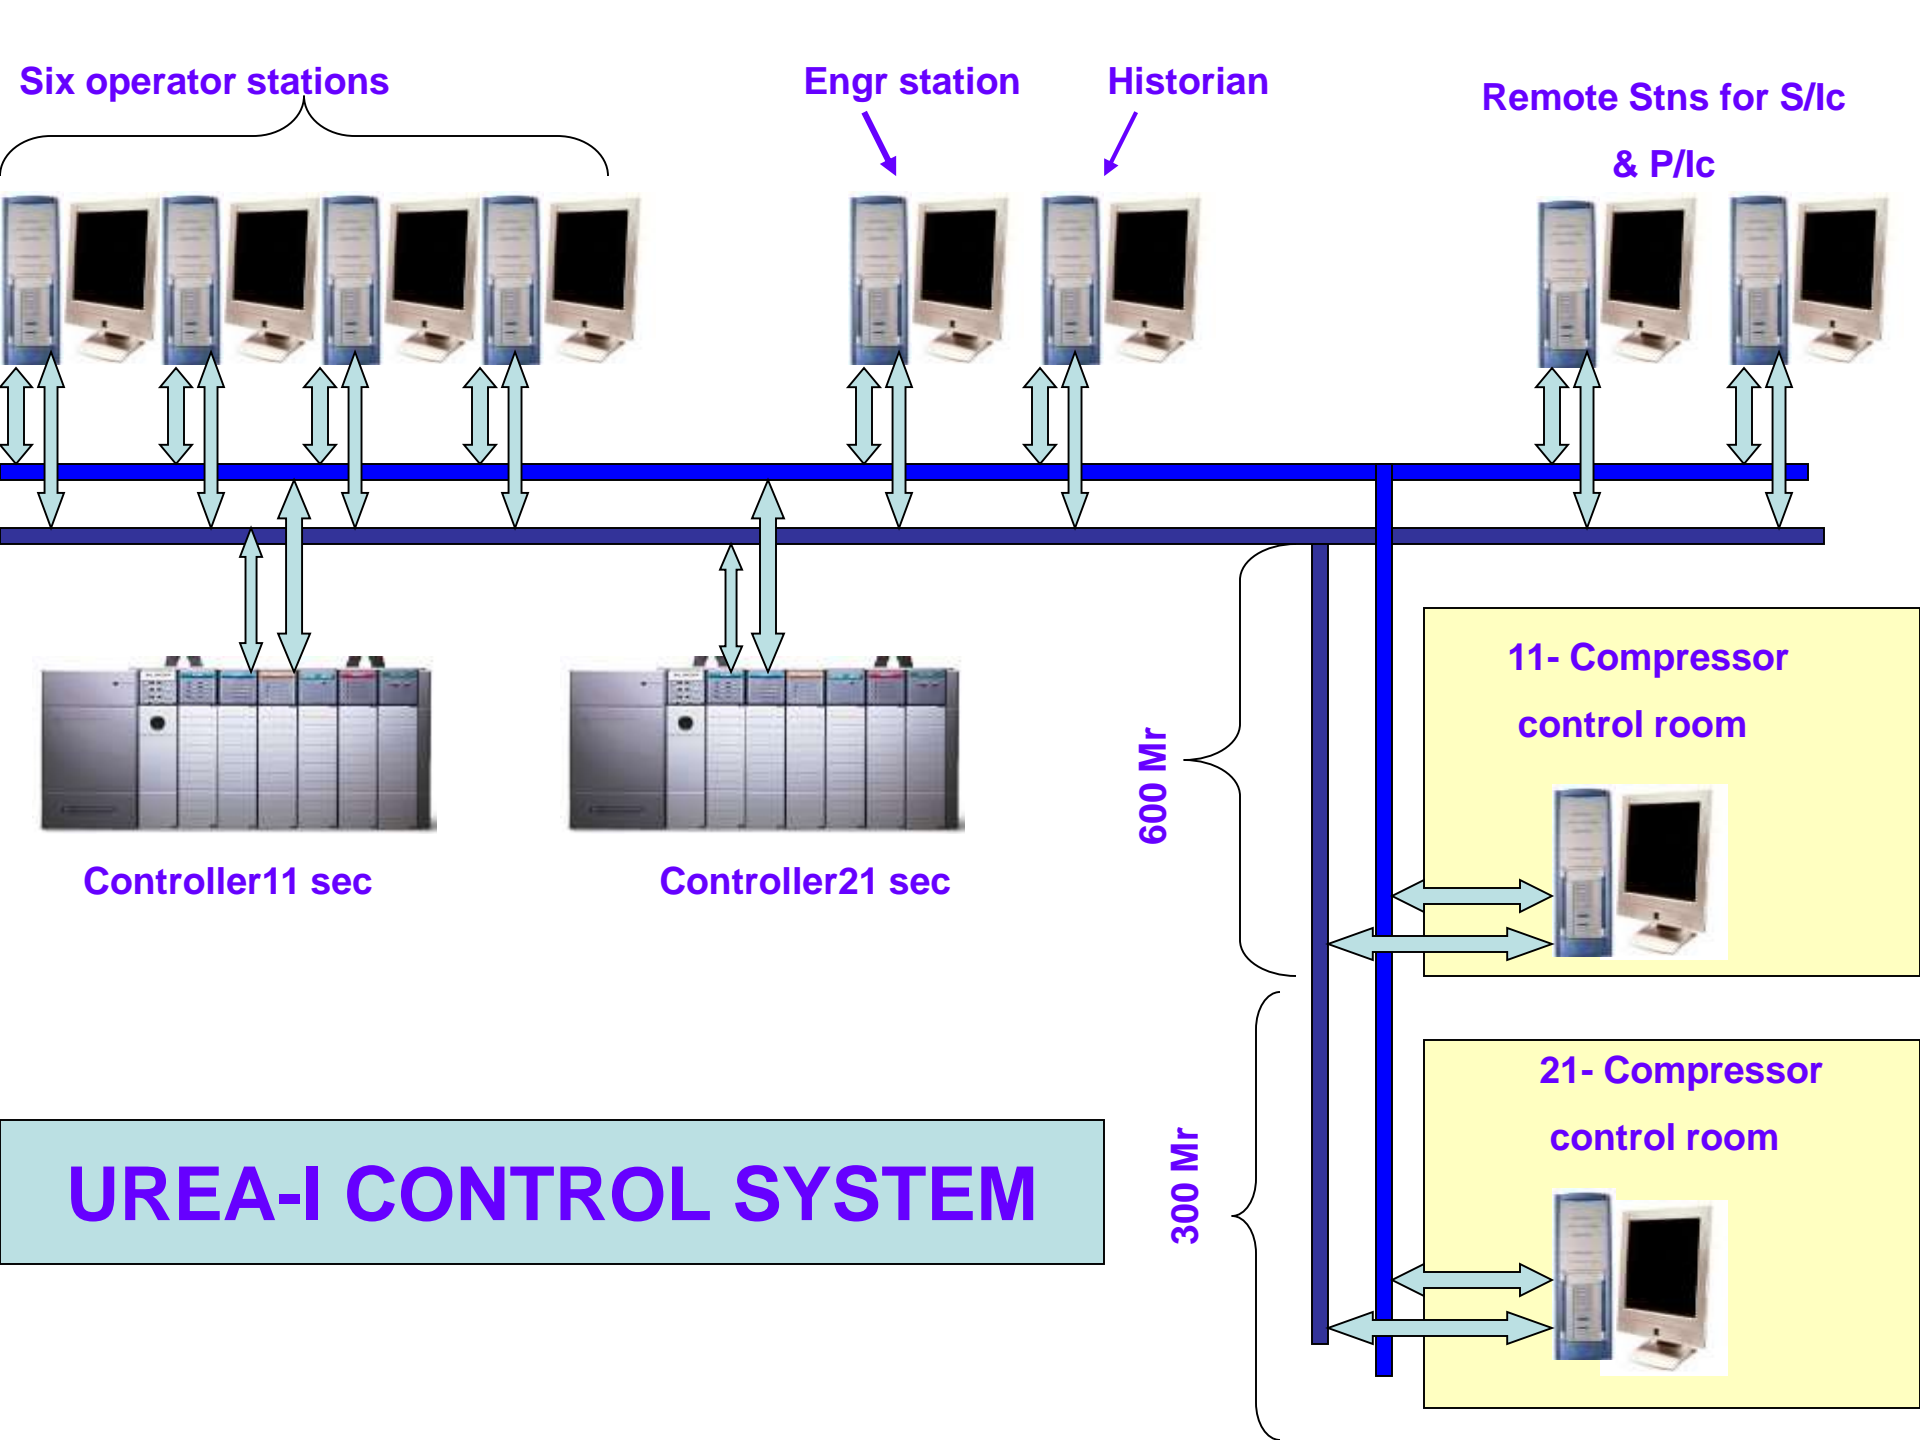 Six operator stations
Engr station
Historian
Remote Stns for S/Ic
& P/Ic
11- Compressor
control room
600 Mr
Controller11 sec
Controller21 sec
21- Compressor
control room
300 Mr
UREA-I CONTROL SYSTEM